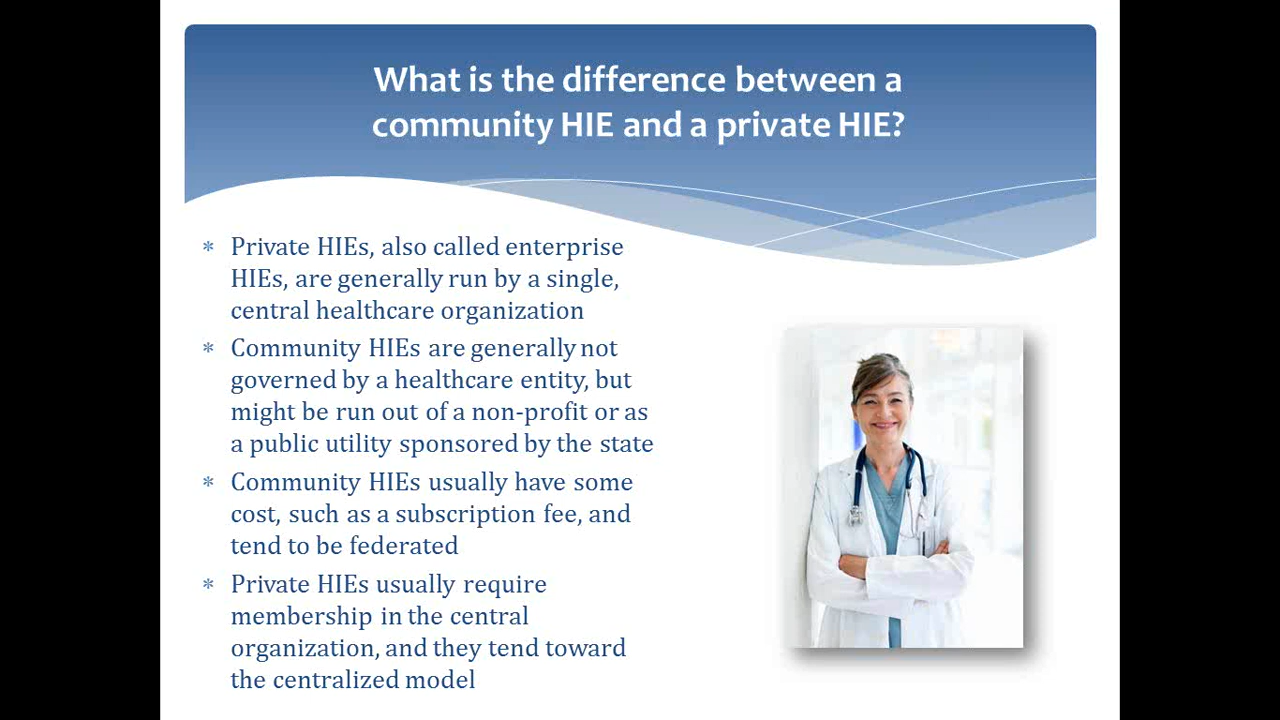 What is the difference between a
community HIE and a private HIE?
* Private HIEs, also called enterprise
HIEs, are generally run by a single,
central healthcare organization
* Community HIEs are generally not
governed by a healthcare entity, but
might be run out of a non-profit or as
a public utility sponsored by the state
* Community HIEs usually have some
cost, such as a subscription fee, and
tend to be federated
* Private HIEs usually require
membership in the central
organization, and they tend toward
the centralized model